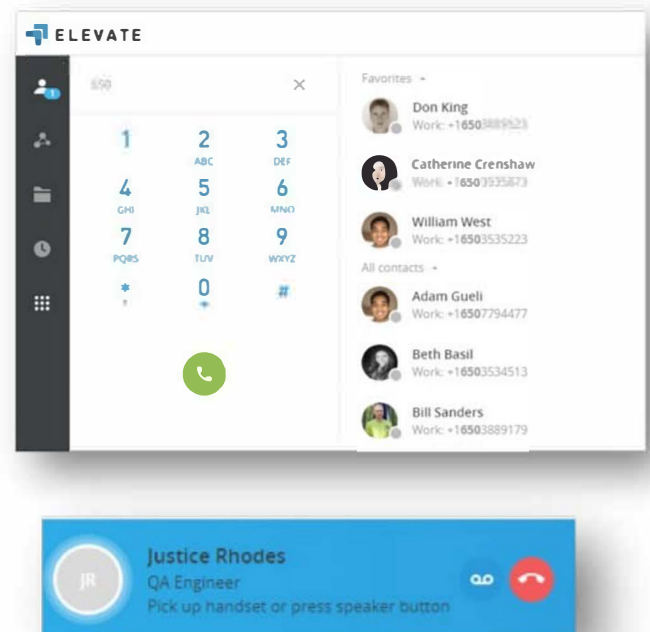 ELEVATE
1
650
1
2
ABC
3
DEF
4
GHI
5
JKL
6
MNO
7
PQRS
8
TUV
9
WXYZ
*
0
#
Favorites
Don King
Work: +1650
Catherine Crenshaw
Work: +16503535873
William West
Work: +16503535223
All contacts
Adam Gueli
Work: +16507794477
Beth Basil
Work: +16503534513
Bill Sanders
Work: +16503889179
JR
Justice Rhodes
QA Engineer
Pick up handset or press speaker button